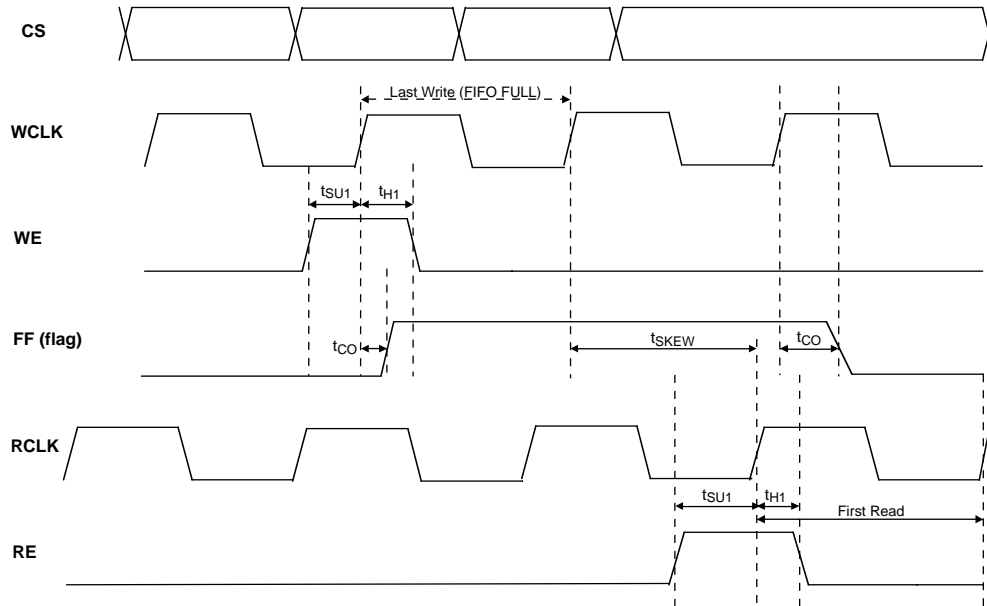 CS
Last Write (FIFO FULL)
WCLK
tSU1 tH1
WE
FF (flag)
tCO tSKEW tCO
RCLK
tSU1 tH1
First Read
RE